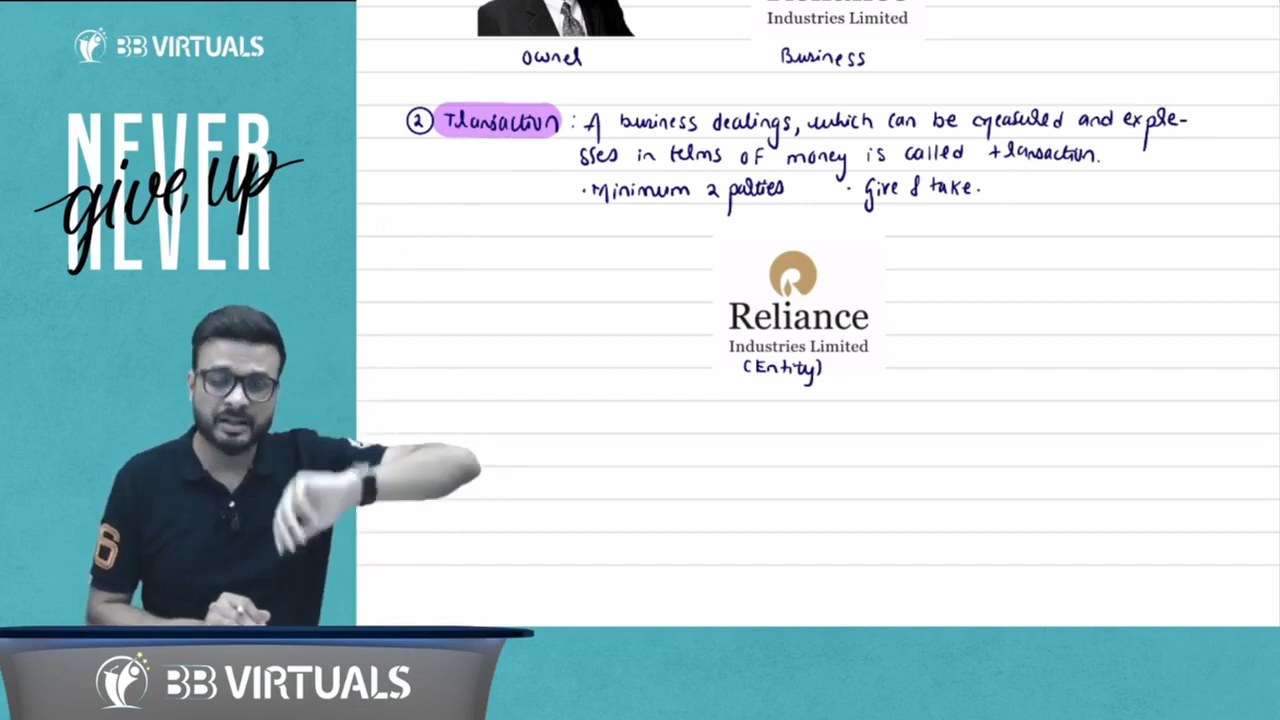 BB VIRTUALS
NEVER
give up
NEVER
Industries Limited
owner
Business
② Transaction : A business dealings, which can be measured and expre-
sses in terms of money is called transaction.
· Minimum 2 parties · Give & take.
Reliance
Industries Limited
(Entity)
6
BB VIRTUALS